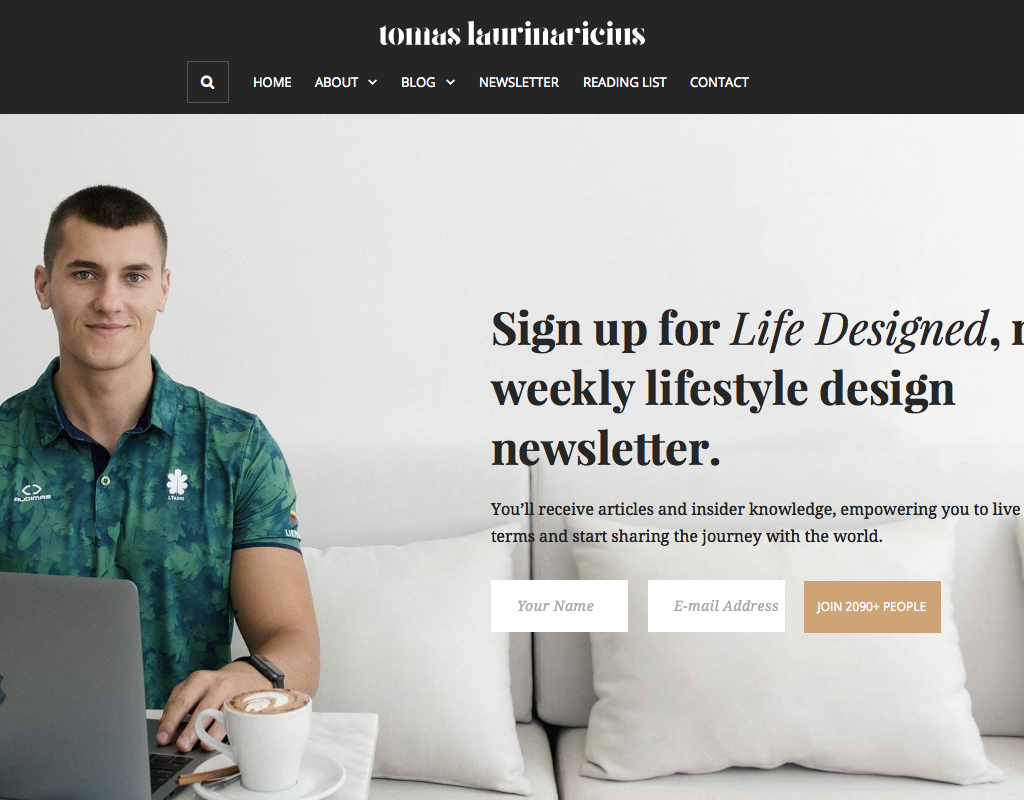 tomas laurinavicius
HOME ABOUT BLOG NEWSLETTER READING LIST CONTACT
Sign up for Life Designed,
weekly lifestyle design
newsletter.
You'll receive articles and insider knowledge, empowering you to live
terms and start sharing the journey with the world.
Your Name E-mail Address JOIN 2090+ PEOPLE
AUDIMAS
LTeam